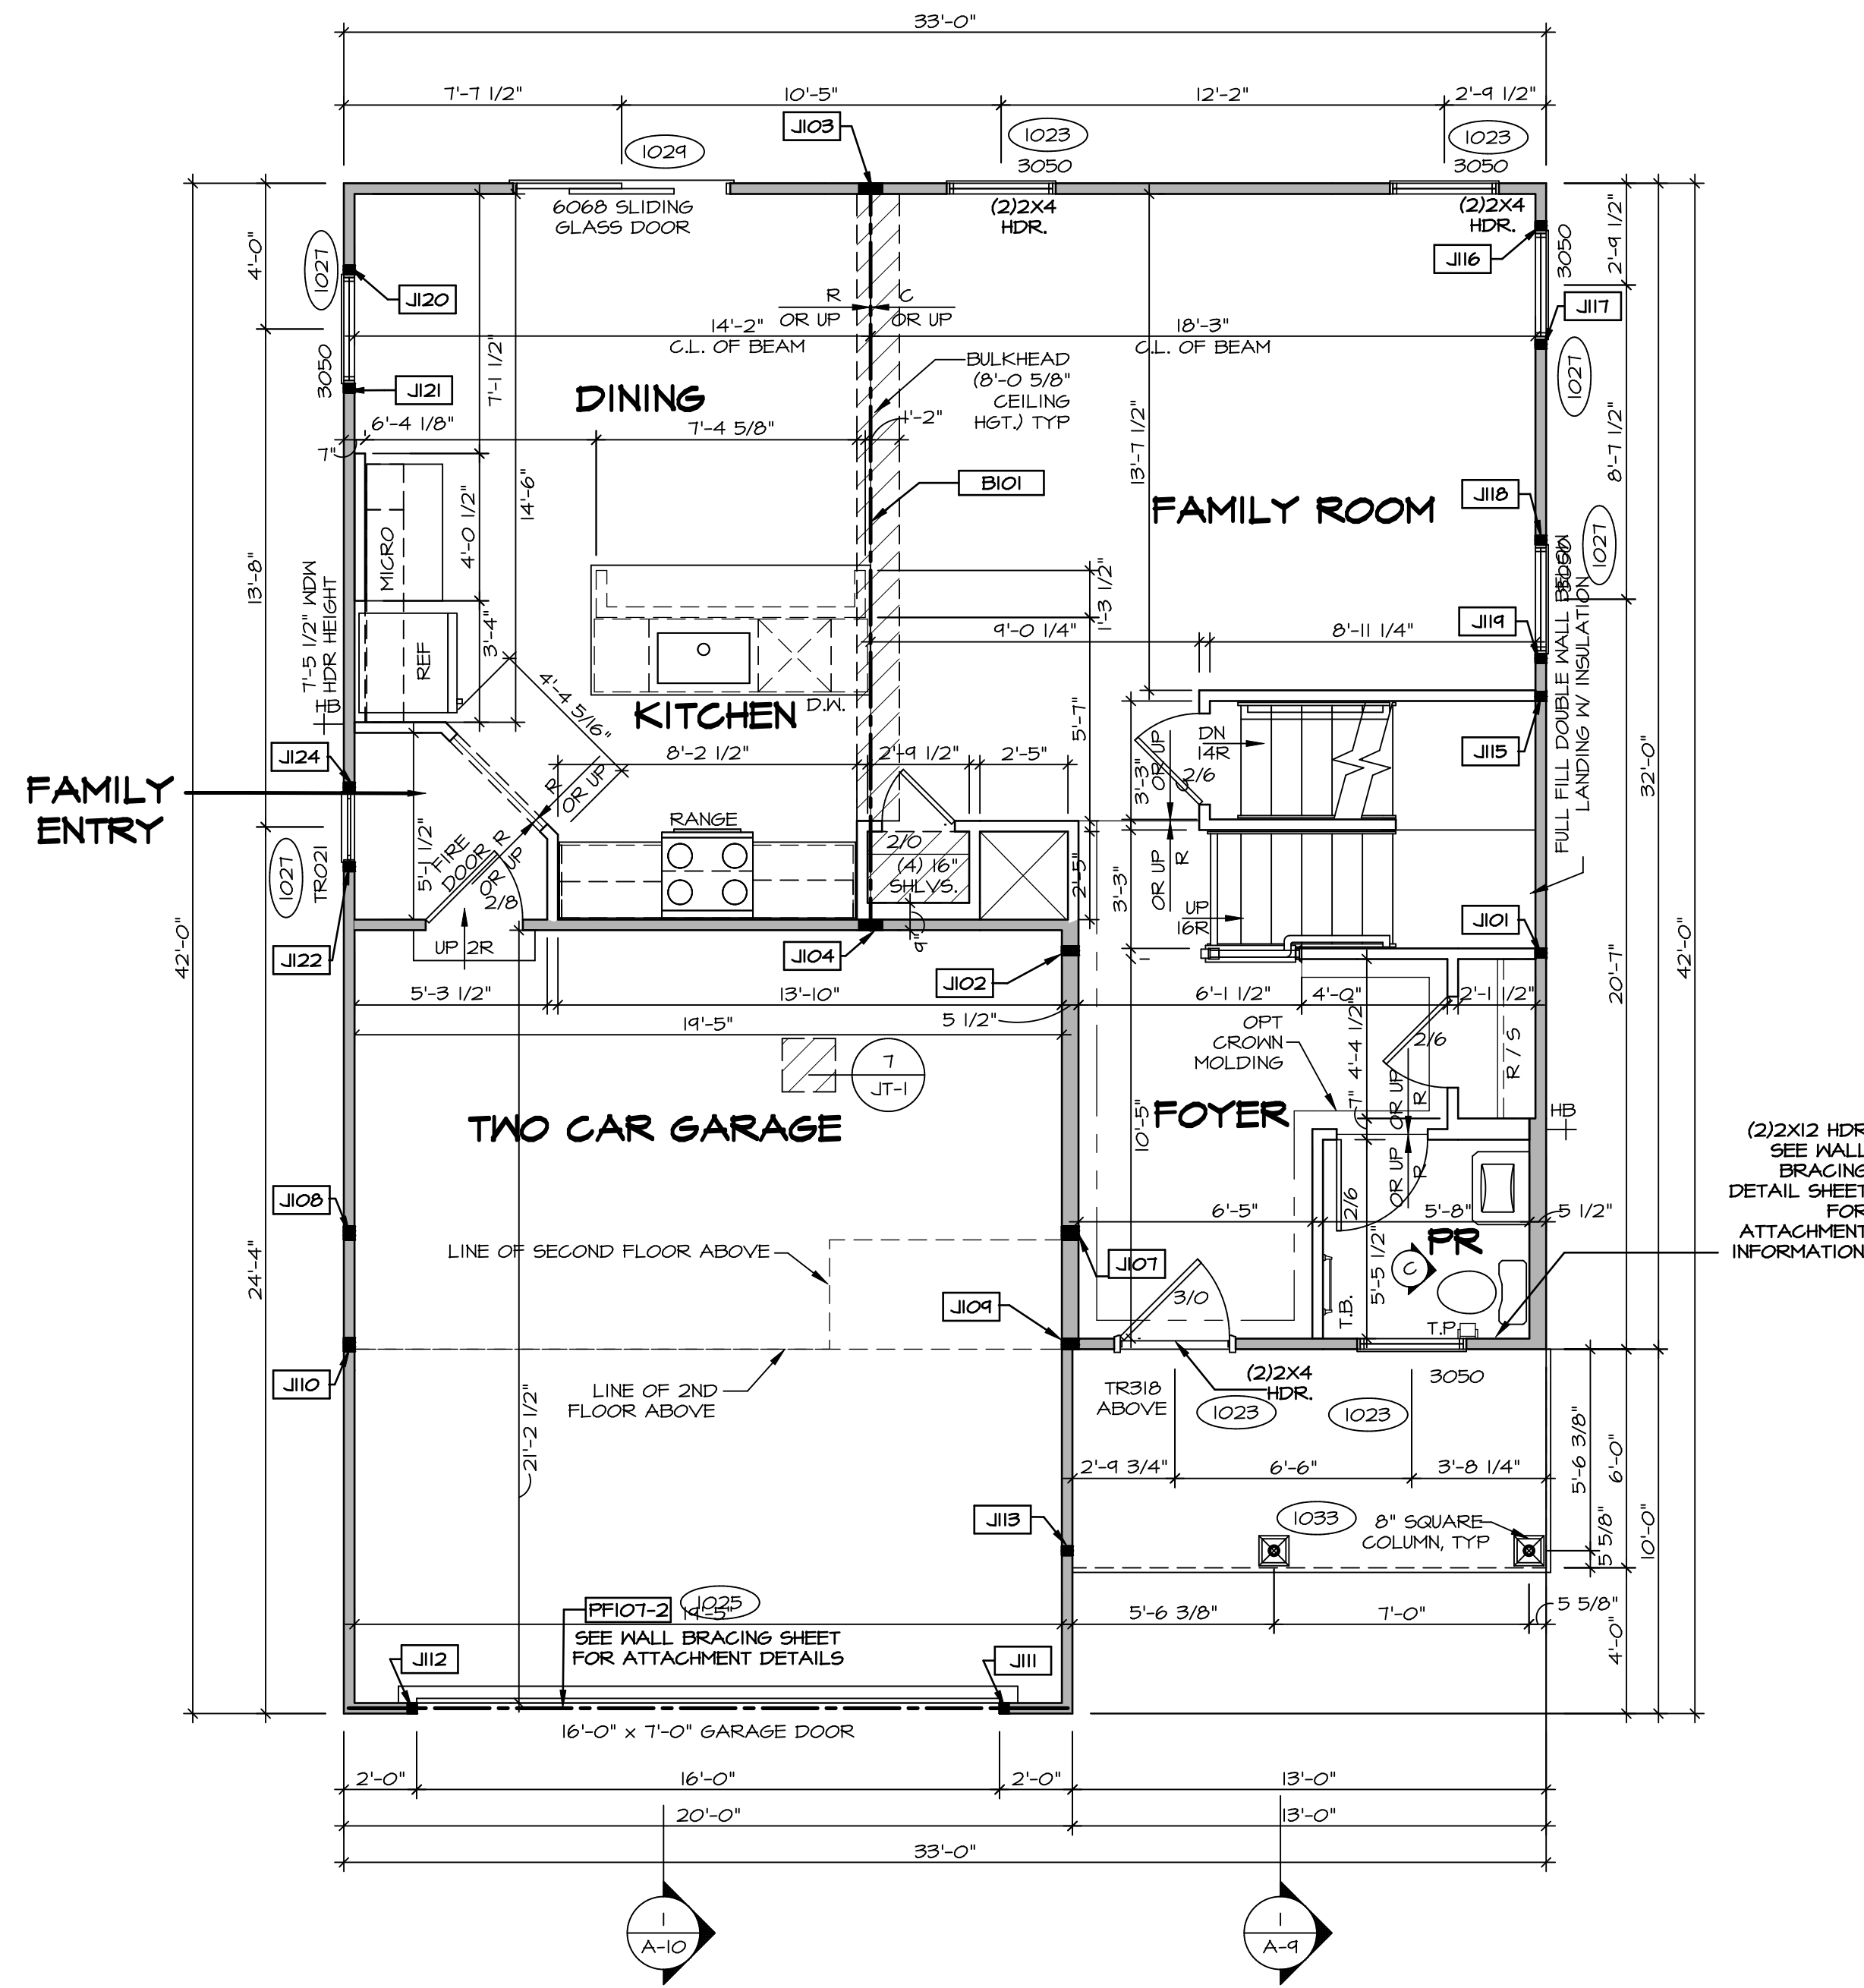 33'-0"
7'-7 1/2"
10'-5"
12'-2"
2'-9 1/2"
J103
1029
1023
1023
3050
3050
6068 SLIDING
GLASS DOOR
(2)2X4
HDR.
(2)2X4
HDR.
4'-0"
1027
J120
J116
3050
2'-9 1/2"
J117
R
C
OR UP
OR UP
14'-2"
C.L. OF BEAM
18'-3"
C.L. OF BEAM
3050
J121
7'-1 1/2"
BULKHEAD
(8'-0 5/8"
CEILING
HGT.) TYP
1027
DINING
6'-4 1/8"
7'-4 5/8"
1'-2"
7"
13'-7 1/2"
8'-7 1/2"
14'-6"
B101
J118
FAMILY ROOM
MICRO
4'-0 1/2"
1027
3050
13'-8"
7'-5 1/2" WDW
HDR HEIGHT
REF
3'-4"
1'-3 1/2"
9'-0 1/4"
8'-11 1/4"
J119
FULL FILL DOUBLE WALL BELOW
LANDING W/ INSULATION
4'-4 5/16"
HB
KITCHEN
D.W.
5'-7"
DN
14R
J115
32'-0"
J124
8'-2 1/2"
2'-9 1/2"
2'-5"
3'-3"
OR UP
2/6
FAMILY
ENTRY
R
OR UP
RANGE
5'-1 1/2"
FIRE
DOOR
R
OR UP
2/8
2/0
(4) 16"
SHLVS.
2'-5"
3'-3"
OR UP
R
1027
TR021
UP
16R
J101
42'-0"
J122
UP 2R
J104
9"
J102
20'-7"
42'-0"
5'-3 1/2"
13'-10"
6'-1 1/2"
4'-0"
2'-1 1/2"
19'-5"
5 1/2"
OPT
CROWN
MOLDING
4'-4 1/2"
2/6
R / S
7
JT-1
TWO CAR GARAGE
FOYER
7"
OR UP
R
HB
10'-5"
(2)2X12 HDR
SEE WALL
BRACING
DETAIL SHEET
FOR
ATTACHMENT
INFORMATION
OR UP
R
J108
2/6
6'-5"
5'-8"
5 1/2"
24'-4"
LINE OF SECOND FLOOR ABOVE
J107
PR
5'-5 1/2"
C
J109
3/0
T.B.
T.P.
J110
LINE OF 2ND
FLOOR ABOVE
TR318
ABOVE
(2)2X4
HDR.
3050
1023
1023
21'-2 1/2"
2'-9 3/4"
6'-6"
3'-8 1/4"
5'-6 3/8"
6'-0"
J113
1033
8" SQUARE
COLUMN, TYP
5 5/8"
10'-0"
PF107-2
1025
19'-5"
5'-6 3/8"
7'-0"
5 5/8"
SEE WALL BRACING SHEET
FOR ATTACHMENT DETAILS
4'-0"
J112
J111
16'-0" x 7'-0" GARAGE DOOR
2'-0"
16'-0"
2'-0"
13'-0"
20'-0"
13'-0"
33'-0"
1
A-10
1
A-9